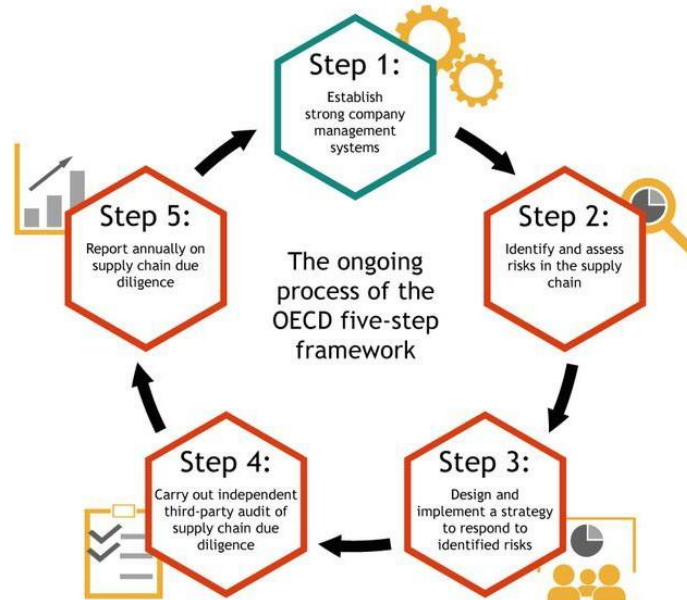 Step 1:
Establish
strong company
management
systems
Step 2:
Identify and assess
risks in the supply
chain
Step 3:
Design and
implement a strategy
to respond to
identified risks
Step 4:
Carry out independent
third-party audit of
supply chain due
diligence
Step 5:
Report annually on
supply chain due
diligence
The ongoing
process of the
OECD five-step
framework